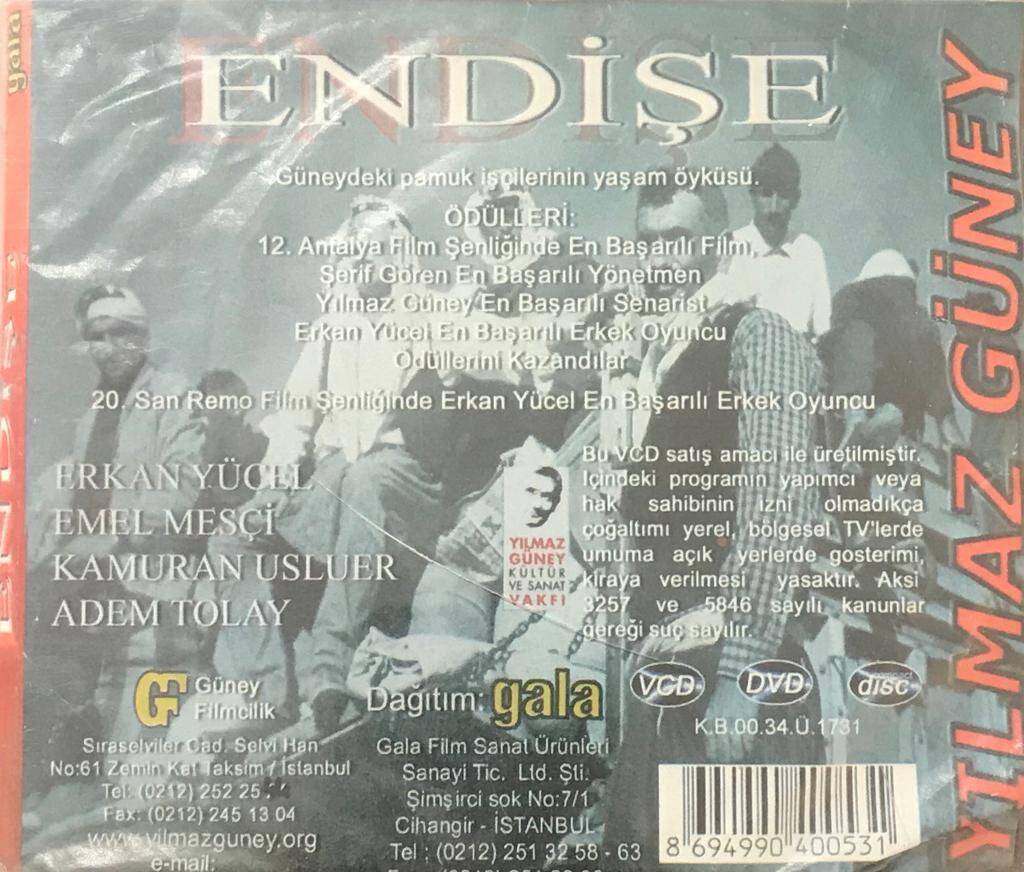 gala
ENDİŞE
Güneydeki pamuk işçilerinin yaşam öyküsü.
ÖDÜLLERİ:
12. Antalya Film Şenliğinde En Başarılı Film,
Şerif Gören En Başarılı Yönetmen
Yılmaz Güney En Başarılı Senarist
Erkan Yücel En Başarılı Erkek Oyuncu
Ödüllerini Kazandılar
20. San Remo Film Şenliğinde Erkan Yücel En Başarılı Erkek Oyuncu
ERKAN YÜCEL
EMEL MESÇİ
KAMURAN USLUER
ADEM TOLAY
YILMAZ
GÜNEY
KÜLTÜR
VE SANAT
VAKFI
Bu VCD satış amacı ile üretilmiştir.
İçindeki programın yapımcı veya
hak sahibinin izni olmadıkça
çoğaltımı yerel, bölgesel TV'lerde
umuma açık yerlerde gosterimi,
kiraya verilmesi yasaktır. Aksi
3257 ve 5846 sayılı kanunlar
gereği suç sayılır.
GF Güney
Filmcilik
Sıraselviler Cad. Selvi Han
No:61 Zemin Kat Taksim / İstanbul
Tel: (0212) 252 25
Fax: (0212) 245 13 04
www.yilmazguney.org
e-mail:
Dağıtım: gala
Gala Film Sanat Ürünleri
Sanayi Tic. Ltd. Şti.
Şimşirci sok No:7/1
Cihangir - İSTANBUL
Tel : (0212) 251 32 58 - 63
VCD DVD disc
K.B.00.34.Ü.1731
8 694990 400531
YILMAZ GÜNEY